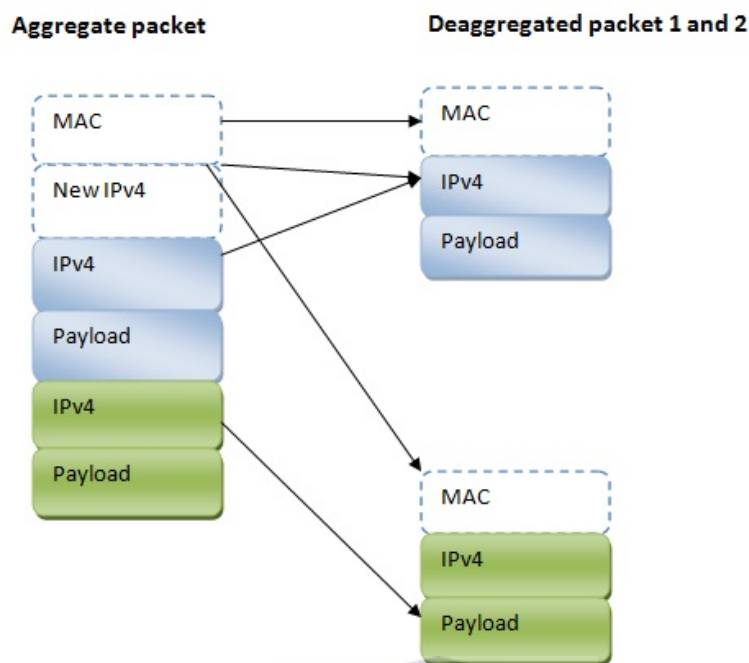 Aggregate packet
MAC
New IPv4
IPv4
Payload
IPv4
Payload
Deaggregated packet 1 and 2
MAC
IPv4
Payload
MAC
IPv4
Payload